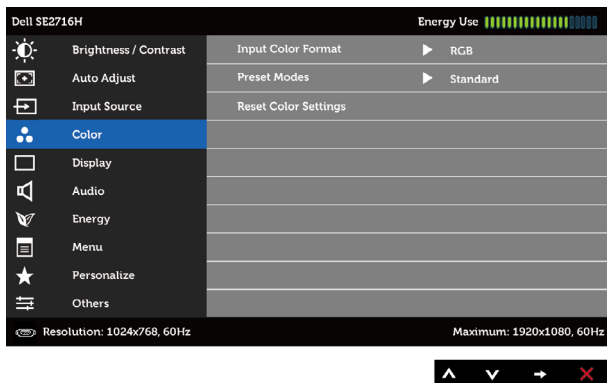 Dell SE2716H Energy Use
Brightness / Contrast Input Color Format RGB
Auto Adjust Preset Modes Standard
Input Source Reset Color Settings
Color
Display
Audio
Energy
Menu
Personalize
Others
Resolution: 1024x768, 60Hz Maximum: 1920x1080, 60Hz